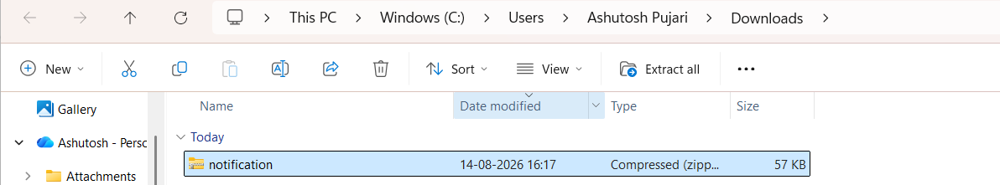 This PC > Windows (C:) > Users > Ashutosh Pujari > Downloads >
New Sort View Extract all
Gallery
Name Date modified Type Size
Ashutosh - Persc
Today
notification 14-08-2026 16:17 Compressed (zipp... 57 KB
Attachments